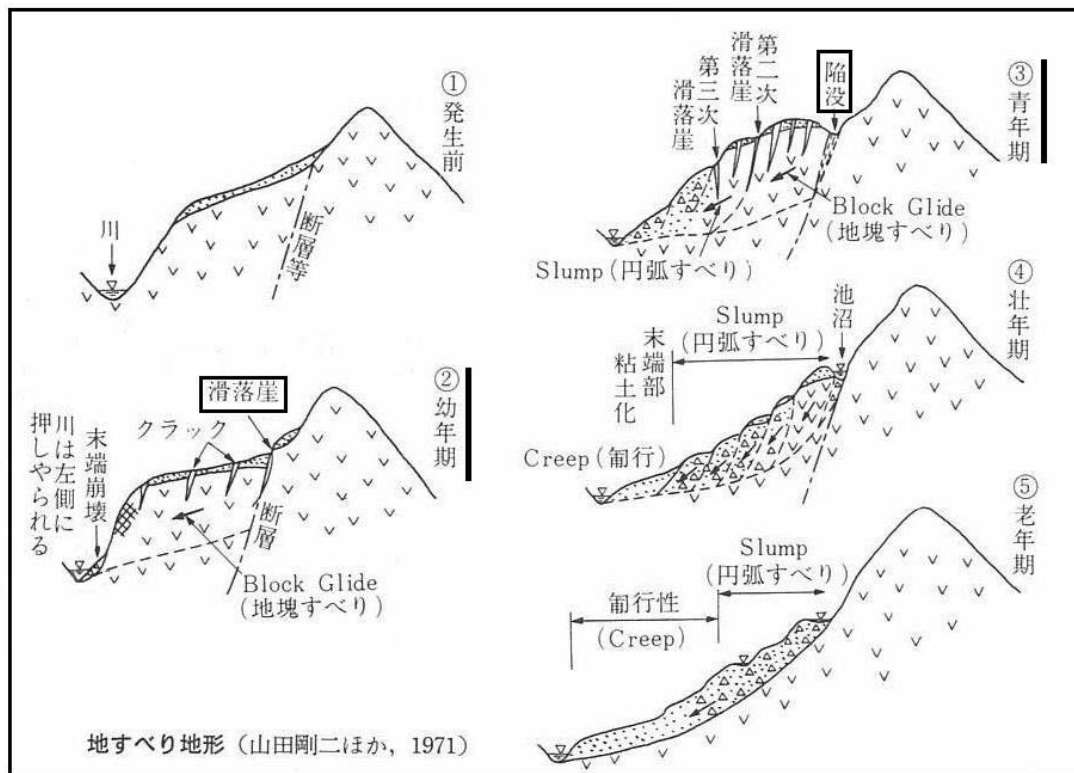 ①発生前
川
断層等
②幼年期
滑落崖
クラック
川は左側に
押しやられる
末端崩壊
断層
Block Glide
(地塊すべり)
③青年期
陥没
第二次
滑落崖
第三次
滑落崖
Block Glide
(地塊すべり)
Slump(円弧すべり)
④壮年期
池沼
Slump
(円弧すべり)
末端部
粘土化
Creep(匍行)
⑤老年期
Slump
(円弧すべり)
匍行性
(Creep)
地すべり地形(山田剛二ほか, 1971)